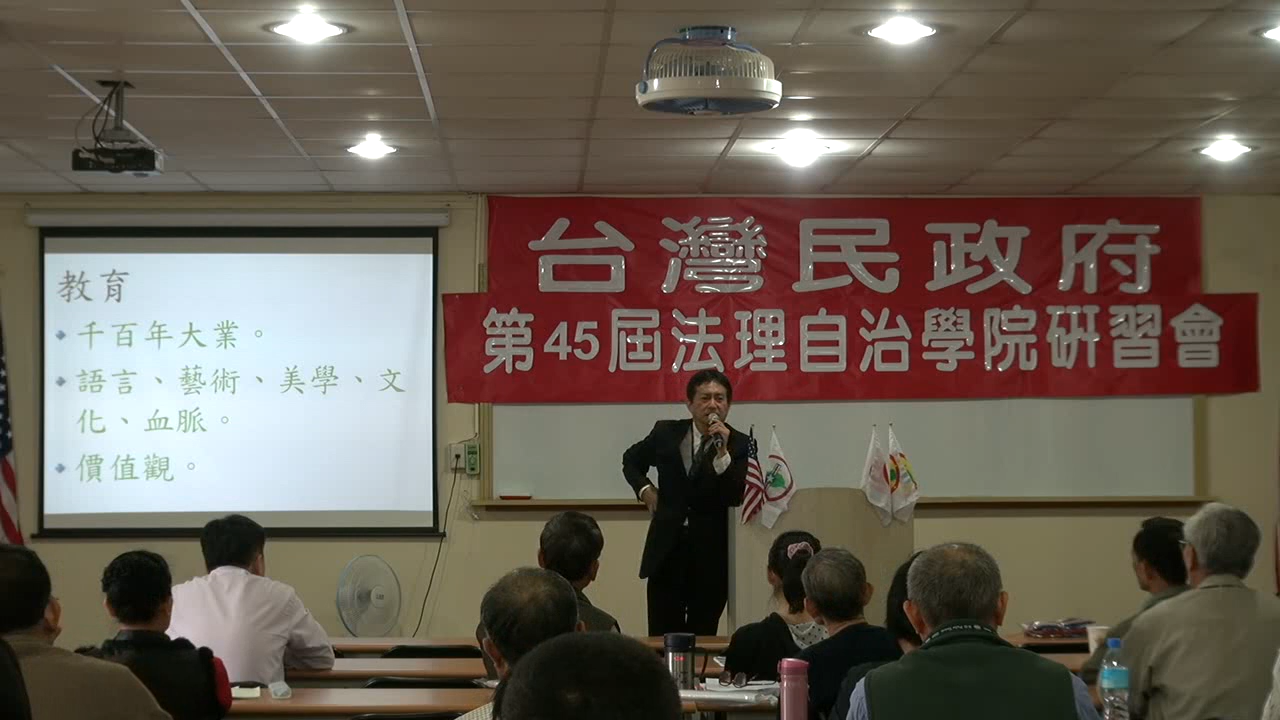 教育
千百年大業。
語言、藝術、美學、文
化、血脈。
價值觀。
台灣民政府
第45屆法理自治學院研習會